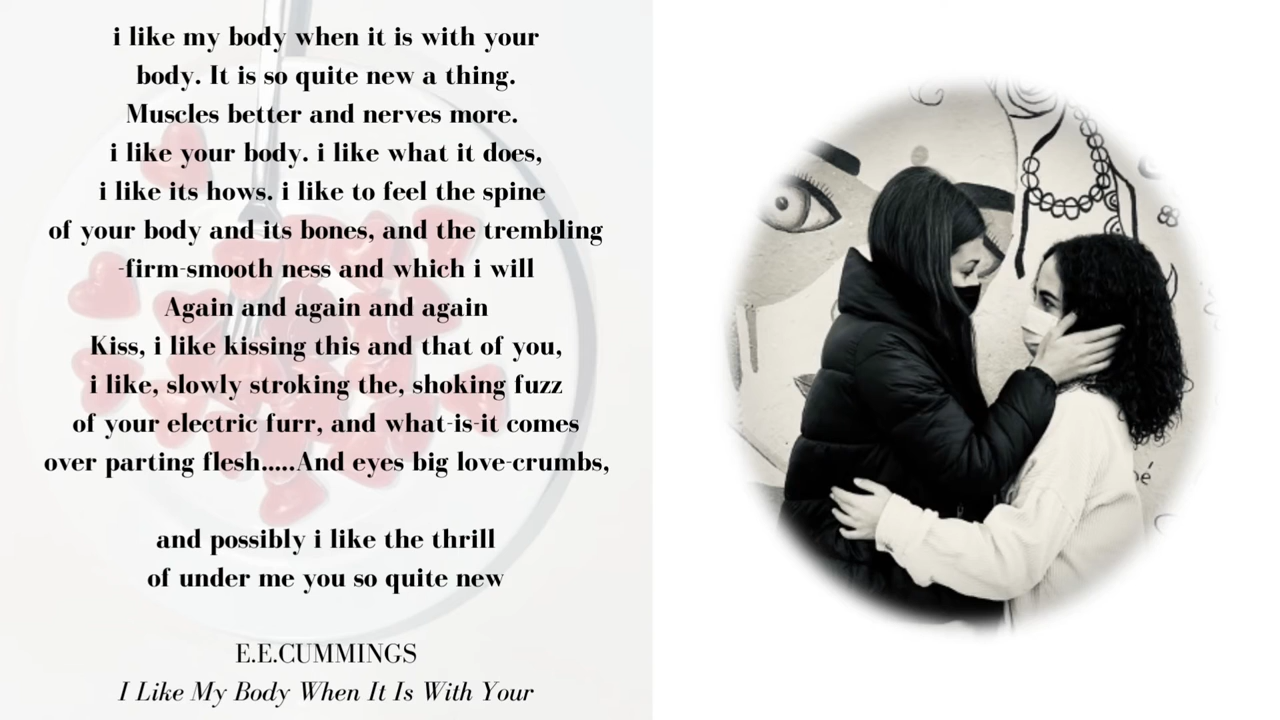 i like my body when it is with your
body. It is so quite new a thing.
Muscles better and nerves more.
i like your body. i like what it does,
i like its hows. i like to feel the spine
of your body and its bones, and the trembling
-firm-smooth ness and which i will
Again and again and again
Kiss, i like kissing this and that of you,
i like, slowly stroking the, shoking fuzz
of your electric furr, and what-is-it comes
over parting flesh.....And eyes big love-crumbs,
and possibly i like the thrill
of under me you so quite new
E.E.CUMMINGS
I Like My Body When It Is With Your